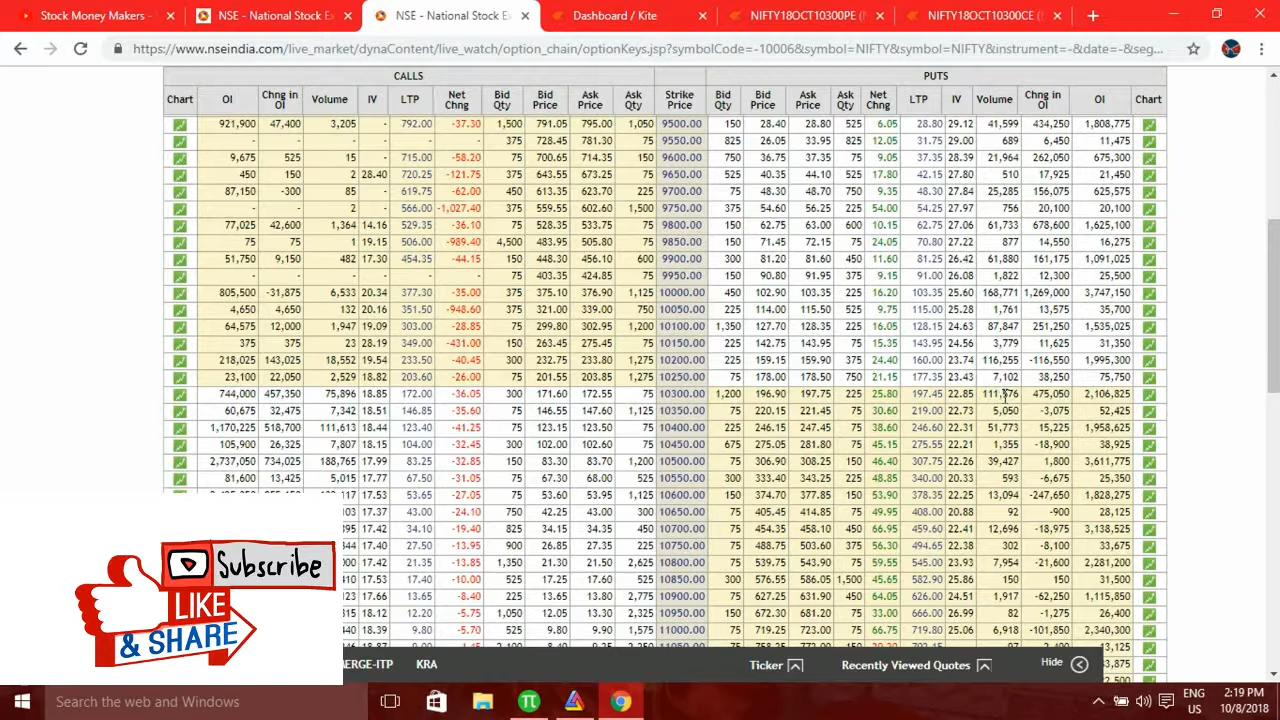 Stock Money Makers -
NSE - National Stock E
NSE - National Stock Ex
Dashboard / Kite
NIFTY18OCT10300PE (
NIFTY18OCT10300CE (
https://www.nseindia.com/live_market/dynaContent/live_watch/option_chain/optionKeys.jsp?symbolCode=-10006&symbol=NIFTY&symbol=NIFTY&instrument=-&date=-&seg...
CALLS PUTS
Chart OI Chng in OI Volume IV LTP Net Chng Bid Qty Bid Price Ask Price Ask Qty Strike Price Bid Qty Bid Price Ask Price Ask Qty Net Chng LTP IV Volume Chng in OI OI Chart
921,900 47,400 3,205 - 792.00 -37.30 1,500 791.05 795.00 1,050 9500.00 150 28.40 28.80 525 6.05 28.80 29.12 41,599 434,250 1,808,775
- - - - - - 375 728.45 781.30 75 9550.00 825 26.05 33.95 825 12.05 31.75 29.00 689 6,450 11,475
9,675 525 15 - 715.00 -58.20 75 700.65 714.35 150 9600.00 750 36.75 37.35 75 9.05 37.35 28.39 21,964 262,050 675,300
450 150 2 28.40 720.25 -121.75 375 643.55 673.25 75 9650.00 525 40.35 44.10 525 17.80 42.15 27.80 510 17,925 21,450
87,150 -300 85 - 619.75 -62.00 450 613.35 623.70 225 9700.00 75 48.30 48.70 750 9.35 48.30 27.84 25,285 156,075 625,575
- - 2 - 566.00 -1,027.40 375 559.55 602.60 1,500 9750.00 375 54.60 56.25 225 54.00 54.25 27.97 756 20,100 20,100
77,025 42,600 1,364 14.16 529.35 -36.10 75 528.35 533.75 75 9800.00 75 62.75 63.00 600 10.15 62.75 27.06 61,733 678,600 1,625,100
75 75 1 19.15 506.00 -989.40 4,500 483.95 505.80 75 9850.00 150 71.45 72.15 75 24.05 70.80 27.22 877 14,550 16,275
51,750 9,150 482 17.30 454.35 -44.15 300 448.30 456.10 600 9900.00 300 81.20 81.60 450 11.60 81.25 26.42 61,880 161,175 1,091,025
- - - - - - 75 403.35 424.85 75 9950.00 150 90.80 91.95 375 9.15 91.00 26.08 1,822 12,300 25,500
805,500 -31,875 6,533 20.34 377.30 -35.00 375 375.10 376.90 1,125 10000.00 450 102.90 103.35 225 16.20 103.35 25.60 168,771 1,269,000 3,747,150
4,650 4,650 132 20.16 351.50 -948.60 375 321.00 339.00 750 10050.00 225 114.00 115.50 525 9.75 115.00 25.28 1,761 13,575 35,700
64,575 12,000 1,947 19.09 303.00 -28.85 75 299.80 302.95 1,200 10100.00 1,350 127.70 128.35 225 16.05 128.15 24.63 87,847 251,250 1,535,025
375 375 23 28.19 349.00 -431.00 150 263.45 275.45 75 10150.00 225 142.75 143.95 75 15.35 143.95 24.56 3,779 11,625 31,350
218,025 143,025 18,552 19.54 233.50 -40.45 300 232.75 233.80 1,275 10200.00 225 159.15 159.90 375 24.40 160.00 23.74 116,255 -116,550 1,995,300
23,100 22,050 2,529 18.82 203.60 -26.00 75 201.55 203.85 1,275 10250.00 75 178.00 178.50 750 21.15 177.35 23.43 7,102 38,250 75,750
744,000 457,350 75,896 18.85 172.00 -36.05 300 171.60 172.55 75 10300.00 1,200 196.90 197.75 225 25.80 197.45 22.85 475,050 2,106,825
60,675 32,475 7,342 18.51 146.85 -35.60 75 146.55 147.60 1,125 10350.00 75 220.15 221.45 75 30.60 219.00 22.73 5,050 -3,075 52,425
1,170,225 518,700 111,613 18.44 123.40 -41.25 75 123.15 123.50 75 10400.00 225 246.15 247.45 75 38.60 246.60 22.31 51,773 15,225 1,958,625
105,900 26,325 7,807 18.15 104.00 -32.45 300 102.00 102.60 75 10450.00 675 275.05 281.80 75 45.15 275.55 22.21 1,355 -18,900 38,925
2,737,050 734,025 188,765 17.99 83.25 -32.85 150 83.30 83.70 1,200 10500.00 75 306.90 308.25 150 46.40 307.75 22.26 39,427 1,800 3,611,775
81,600 13,425 5,015 17.77 67.50 -31.05 75 67.30 68.00 525 10550.00 300 333.40 343.25 150 48.85 340.00 20.33 593 -6,675 25,350
117 17.53 53.65 -27.05 75 53.60 53.95 1,125 10600.00 150 374.70 377.85 150 53.90 378.35 22.25 13,094 -247,650 1,828,275
103 17.37 43.00 -24.10 750 42.25 43.00 300 10650.00 75 405.45 414.85 75 49.95 408.00 20.88 92 -900 28,125
395 17.42 34.10 -19.40 825 34.15 34.35 450 10700.00 75 454.35 458.10 450 66.95 459.60 22.41 12,696 -18,975 3,138,525
344 17.40 27.50 -13.95 900 26.85 27.35 225 10750.00 75 488.75 503.60 375 56.30 494.65 22.38 302 -8,100 33,675
000 17.62 21.35 -13.85 1,350 21.30 21.50 2,625 10800.00 75 539.75 543.90 75 59.55 545.00 23.93 7,954 -21,600 2,281,200
410 17.53 17.40 -10.00 525 17.25 17.60 525 10850.00 300 576.55 586.05 1,500 45.65 582.90 25.86 150 150 31,500
123 17.66 13.65 -8.40 225 13.65 13.80 2,775 10900.00 75 627.25 631.90 450 64.05 626.00 24.51 1,917 -62,250 1,115,850
315 18.12 12.20 -5.75 1,050 12.05 13.30 2,325 10950.00 150 672.30 681.20 150 33.00 666.00 26.99 82 -1,275 26,400
440 18.39 9.80 -5.70 525 9.80 9.90 1,575 11000.00 75 719.25 723.00 75 66.75 719.80 25.06 6,918 -101,850 2,340,300
Subscribe
LIKE
& SHARE
ERGE-ITP KRA Ticker Recently Viewed Quotes Hide
Search the web and Windows
ENG
US
2:19 PM
10/8/2018